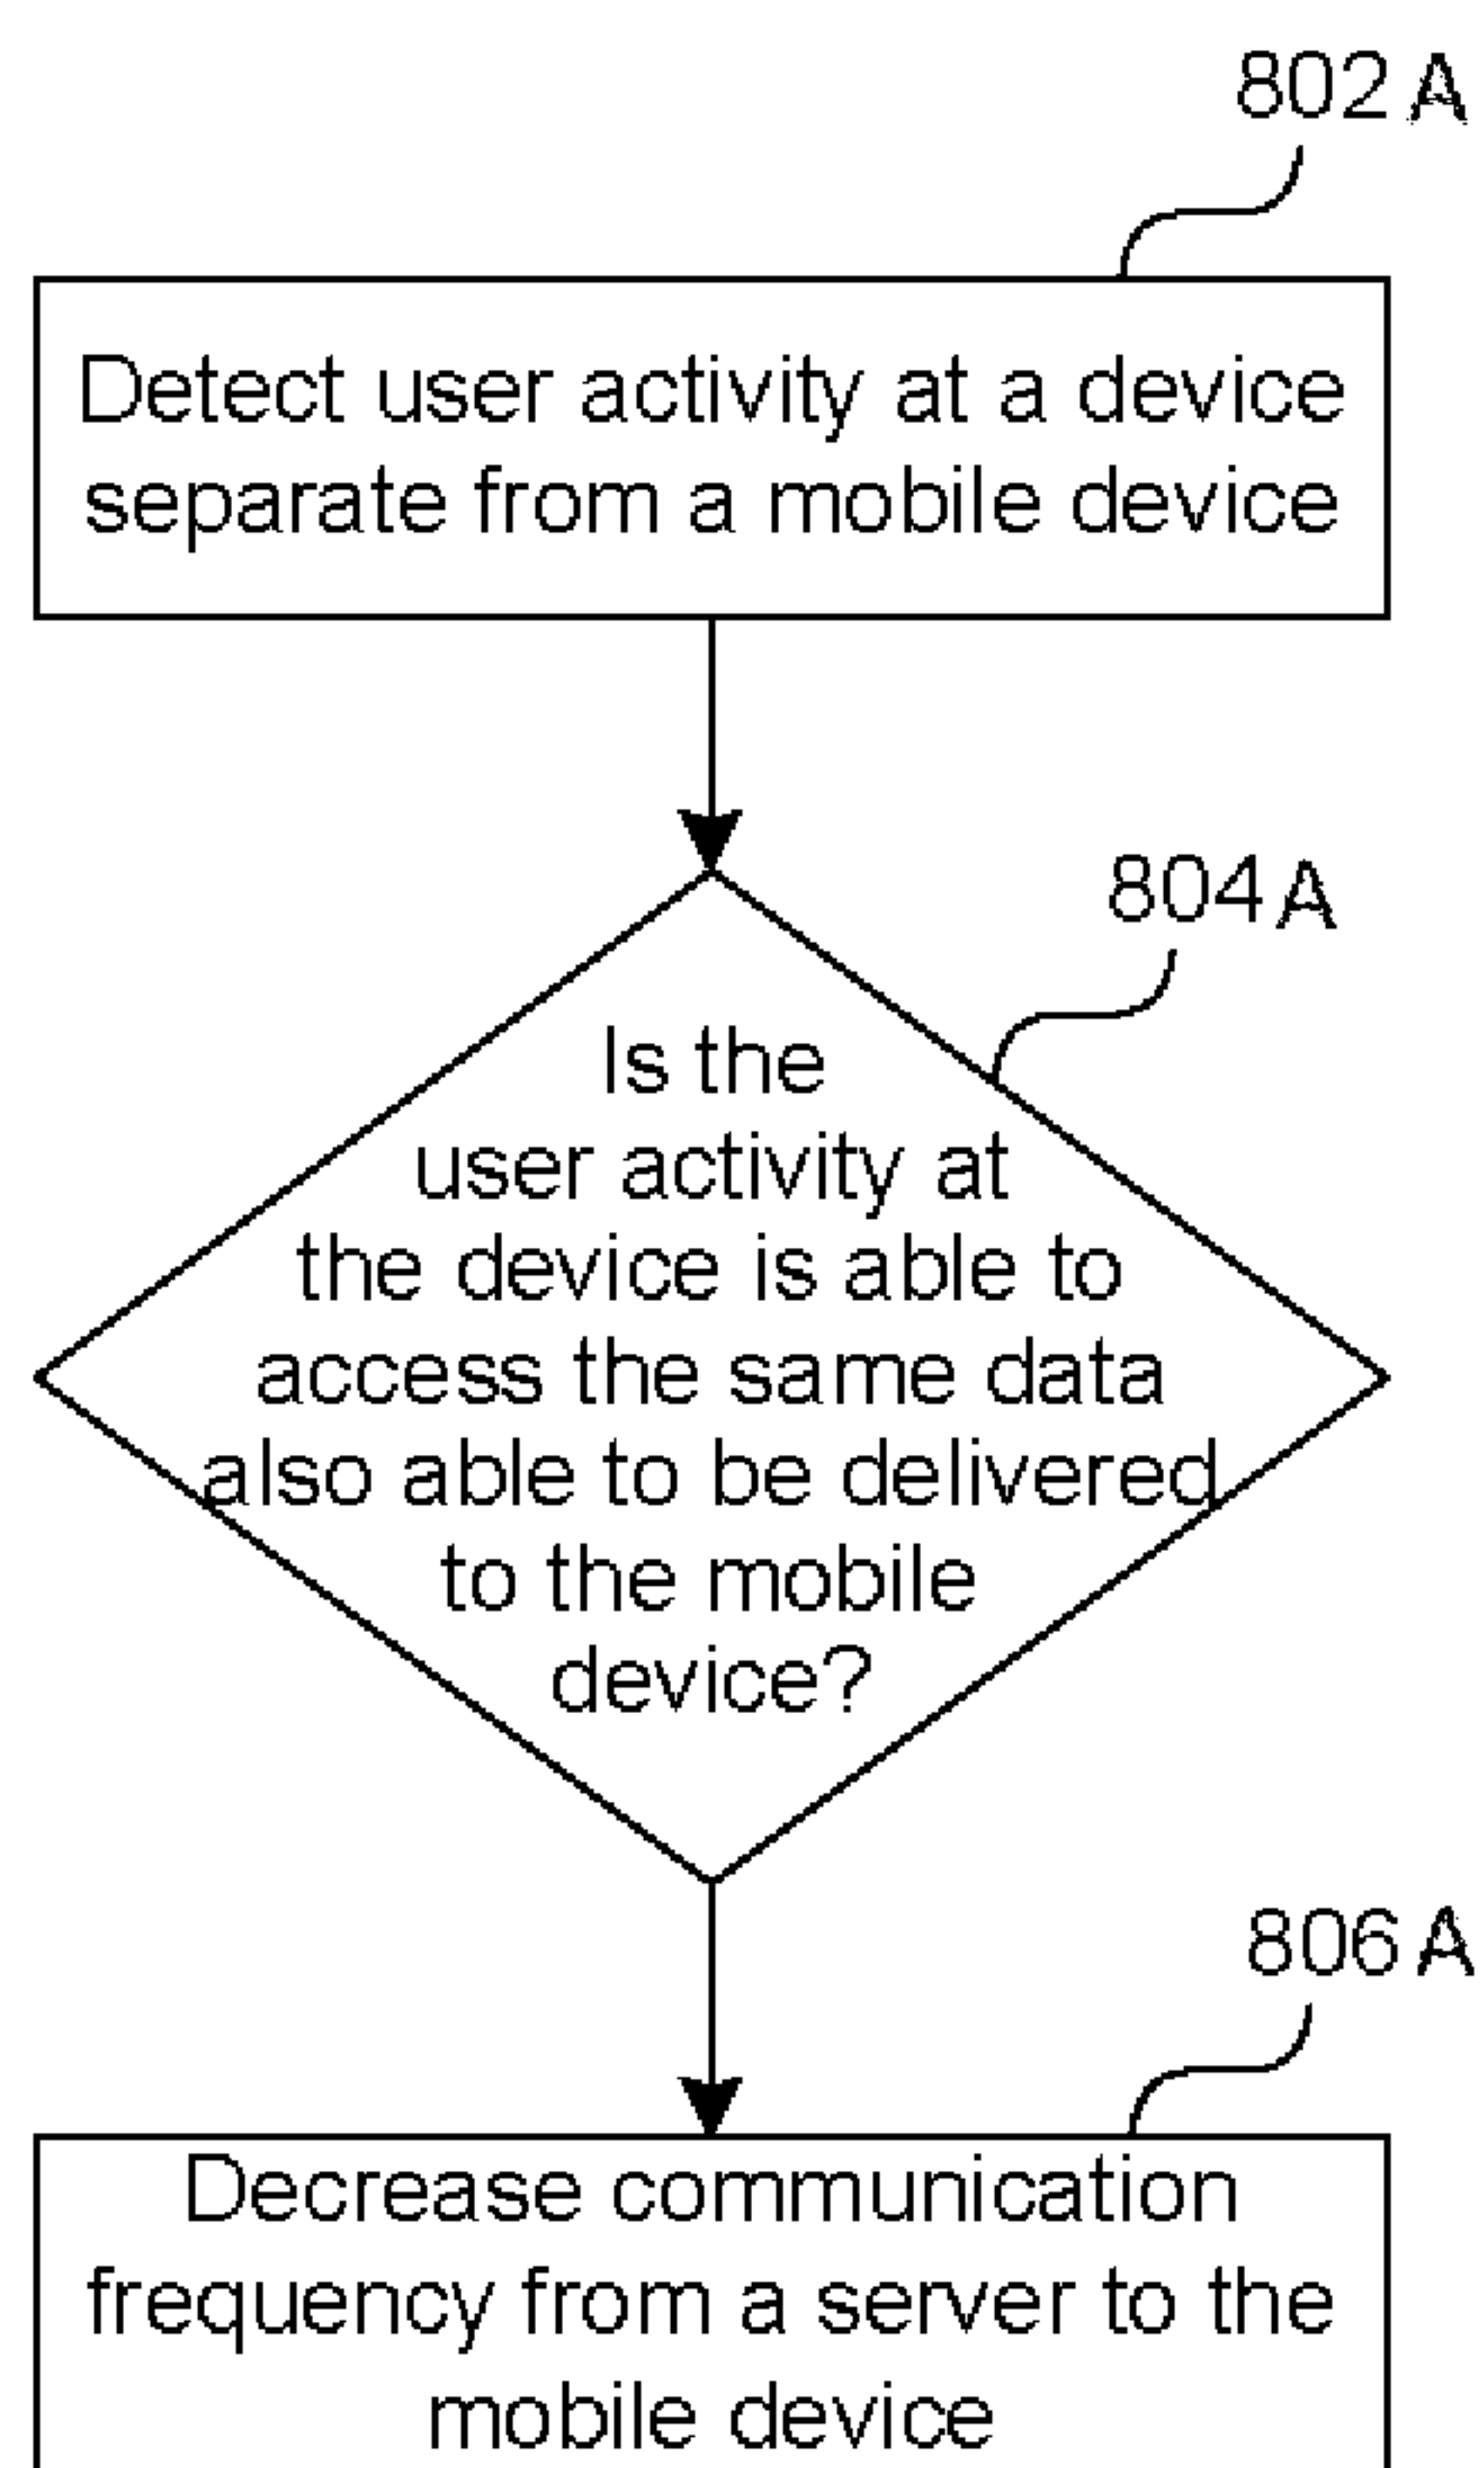 802 A
Detect user activity at a device
separate from a mobile device
804 A
Is the
user activity at
the device is able to
access the same data
also able to be delivered
to the mobile
device?
806 A
Decrease communication
frequency from a server to the
mobile device